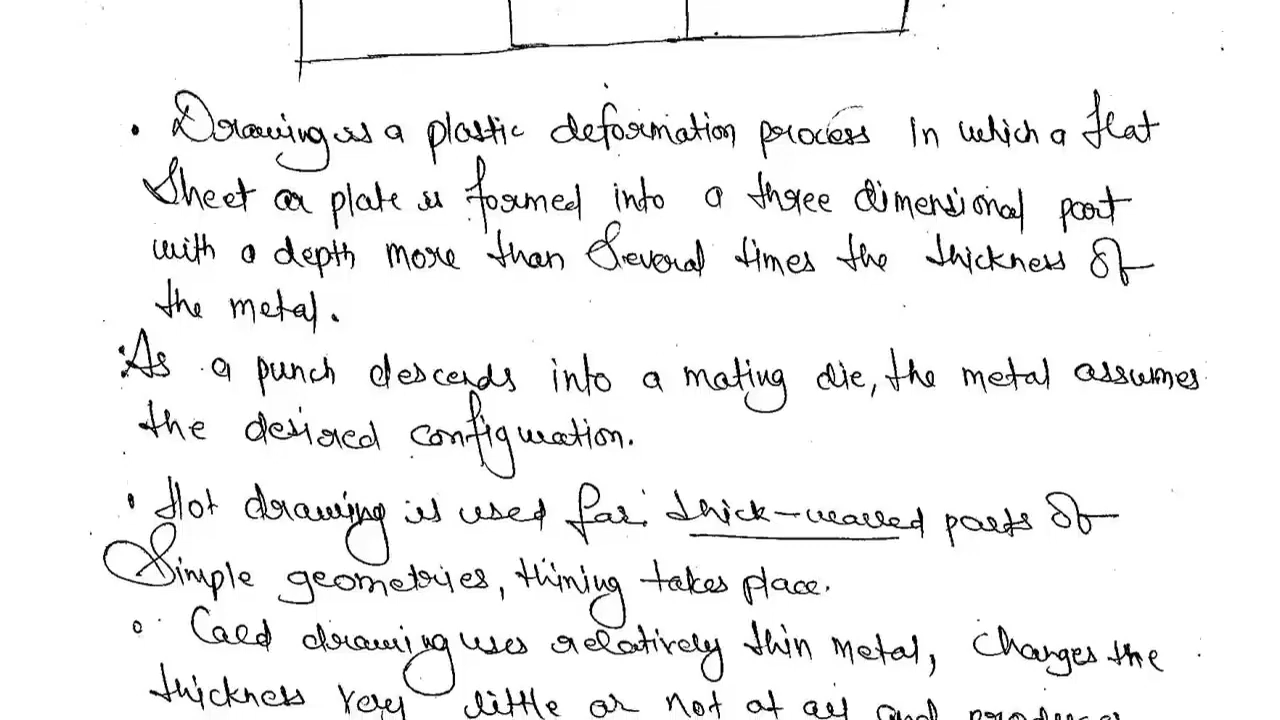 • Drawing is a plastic deformation process in which a flat
Sheet or plate is formed into a three dimensional part
with a depth more than Several times the thickness of
the metal.
• As a punch descends into a mating die, the metal assumes
the desired configuration.
• Hot drawing is used for thick-walled parts of
Simple geometries, thining takes place.
• Cold drawing uses relatively thin metal, Changes the
thickness very little or not at all and produces